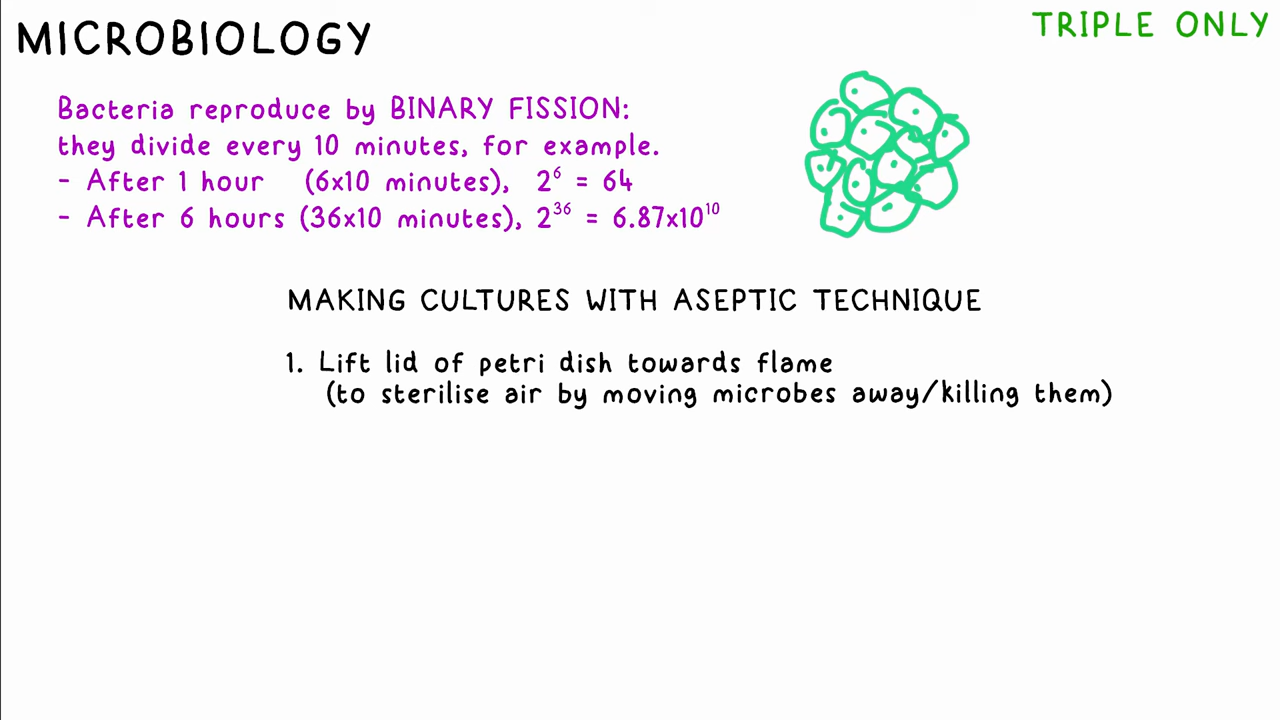 MICROBIOLOGY
TRIPLE ONLY
Bacteria reproduce by BINARY FISSION:
they divide every 10 minutes, for example.
- After 1 hour (6x10 minutes), 2⁶ = 64
- After 6 hours (36x10 minutes), 2³⁶ = 6.87x10¹⁰
MAKING CULTURES WITH ASEPTIC TECHNIQUE
1. Lift lid of petri dish towards flame
(to sterilise air by moving microbes away/killing them)